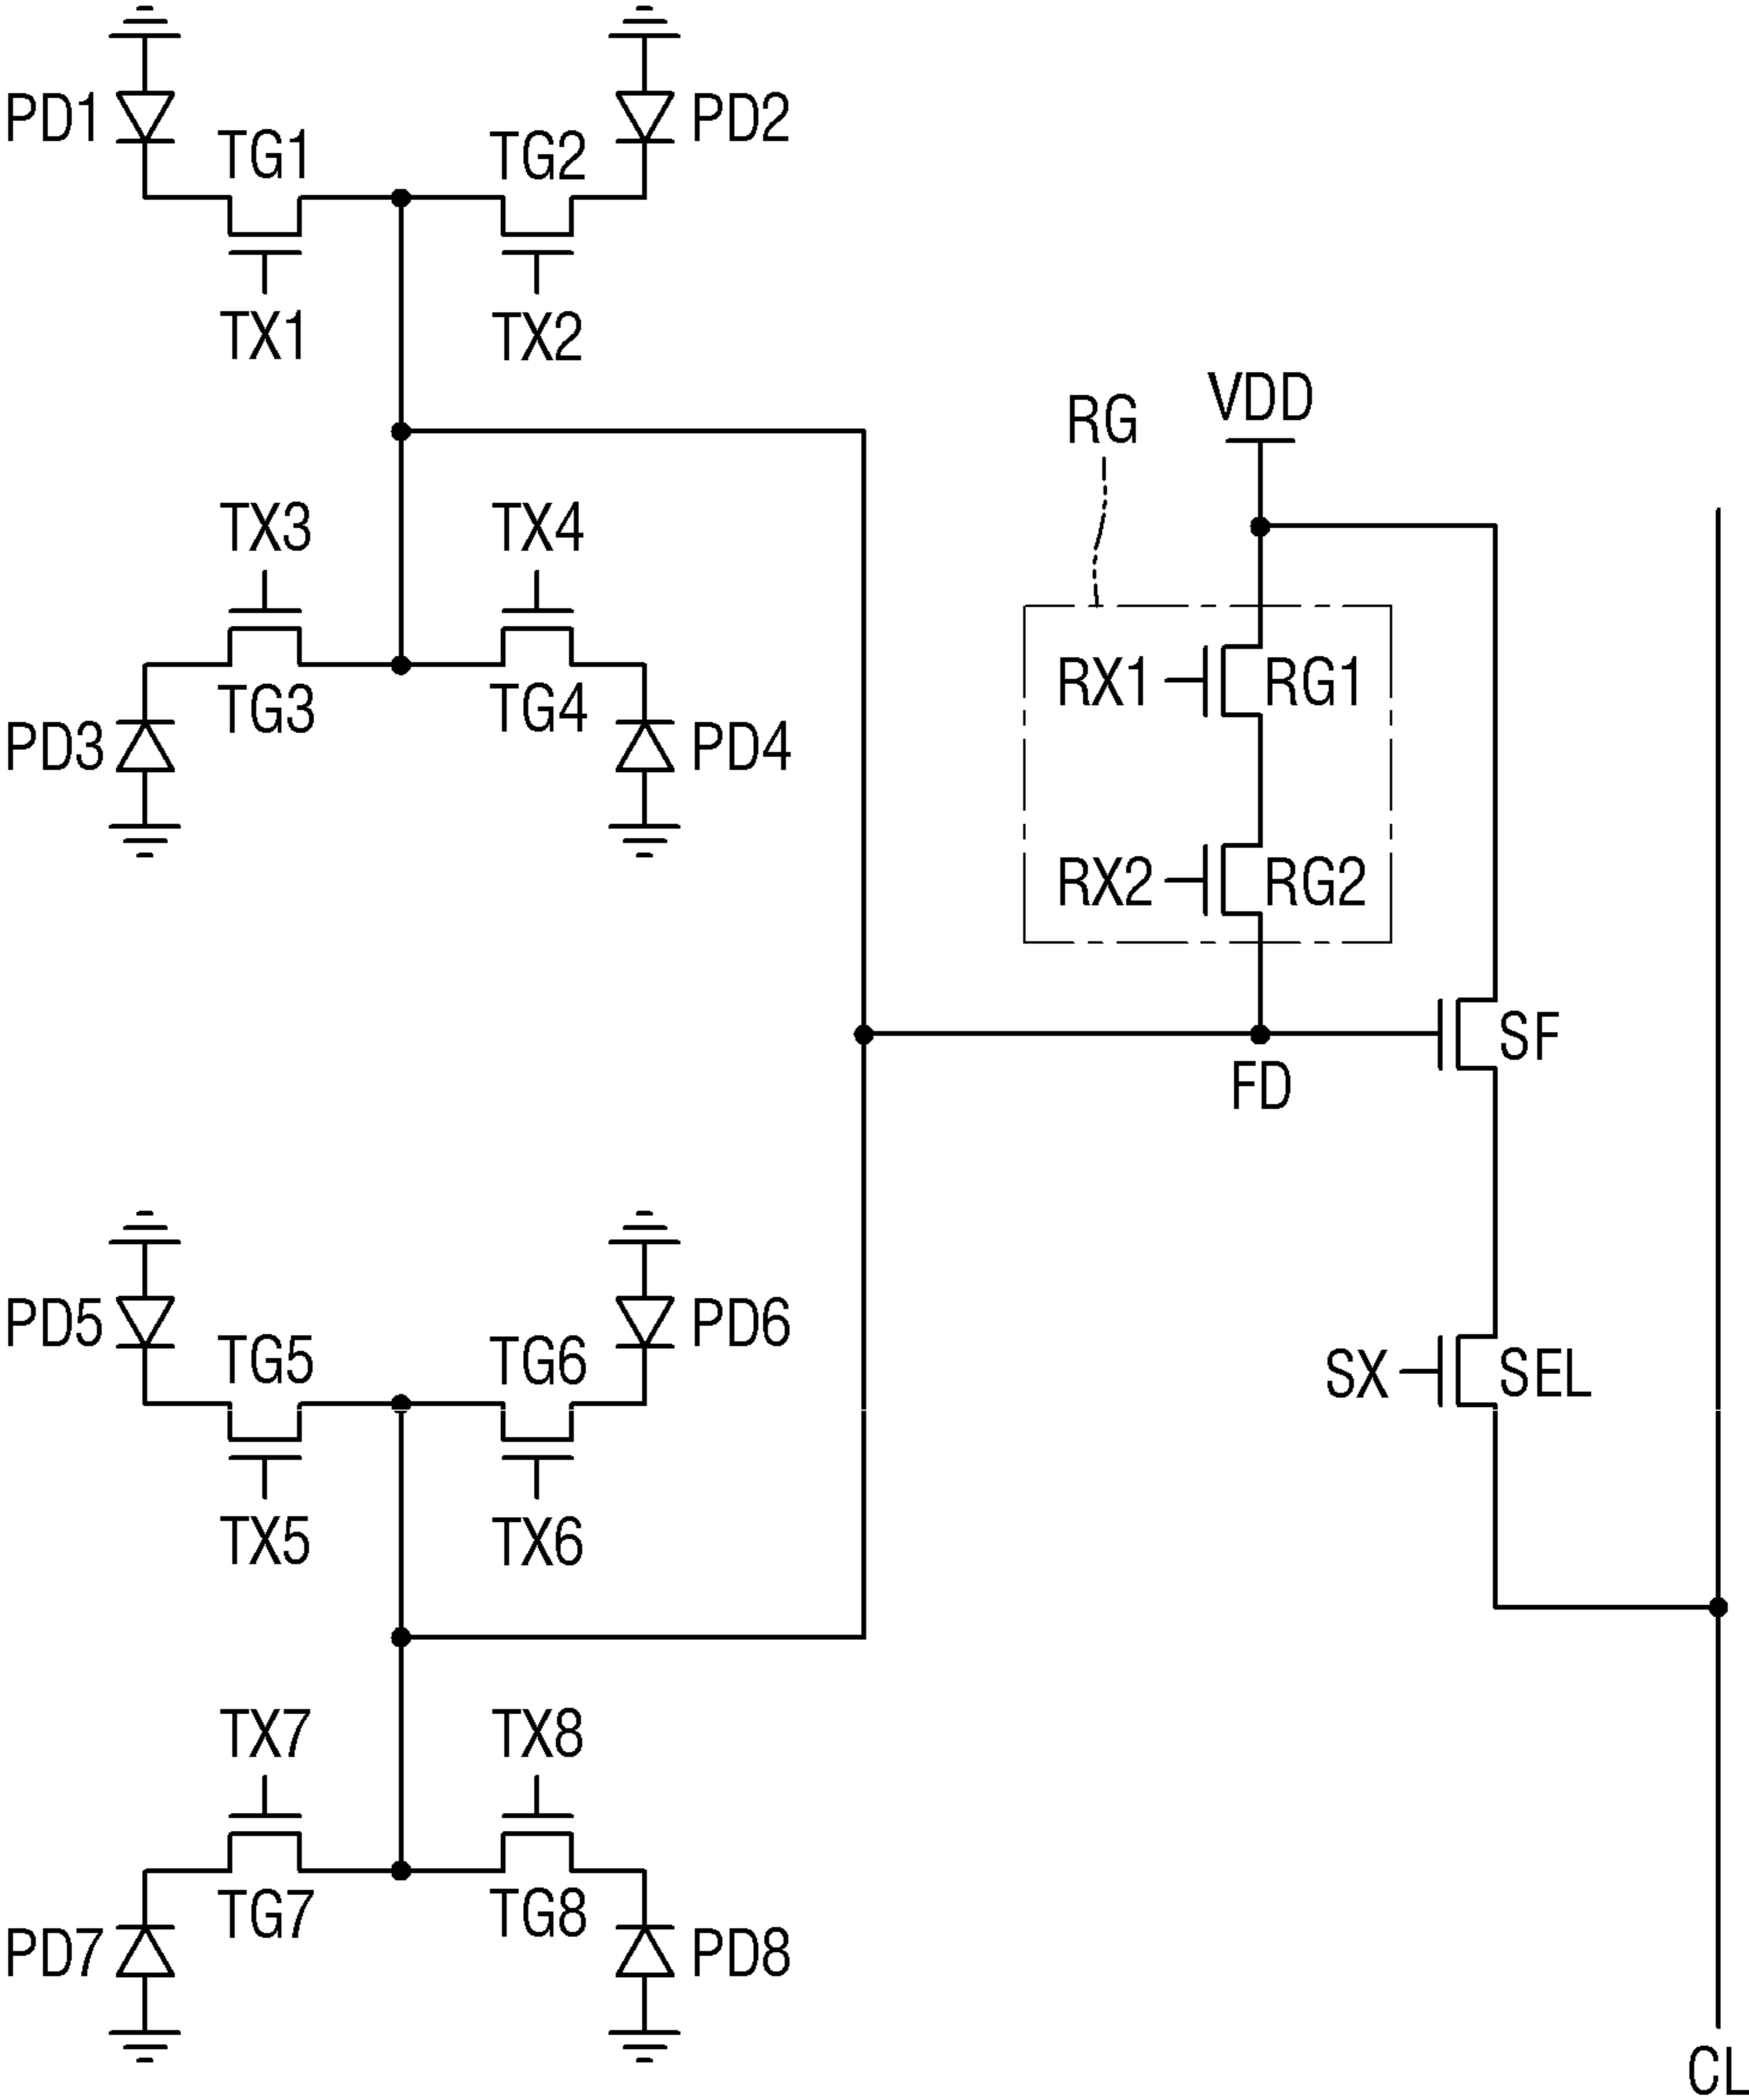 PD1
TG1
TG2
PD2
TX1
TX2
VDD
RG
TX3
TX4
RX1
RG1
TG3
TG4
PD3
PD4
RX2
RG2
SF
FD
PD5
TG5
TG6
PD6
SX
SEL
TX5
TX6
TX7
TX8
TG7
TG8
PD7
PD8
CL